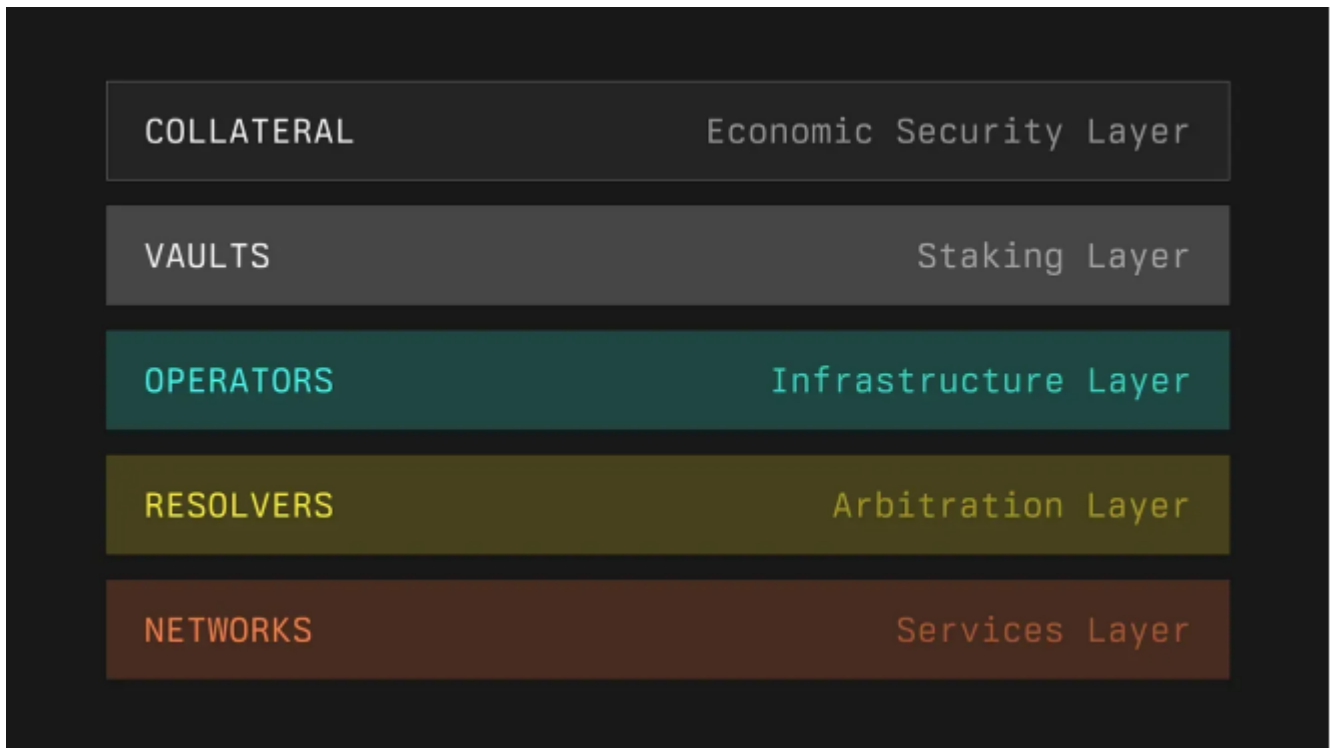 COLLATERAL Economic Security Layer
VAULTS Staking Layer
OPERATORS Infrastructure Layer
RESOLVERS Arbitration Layer
NETWORKS Services Layer